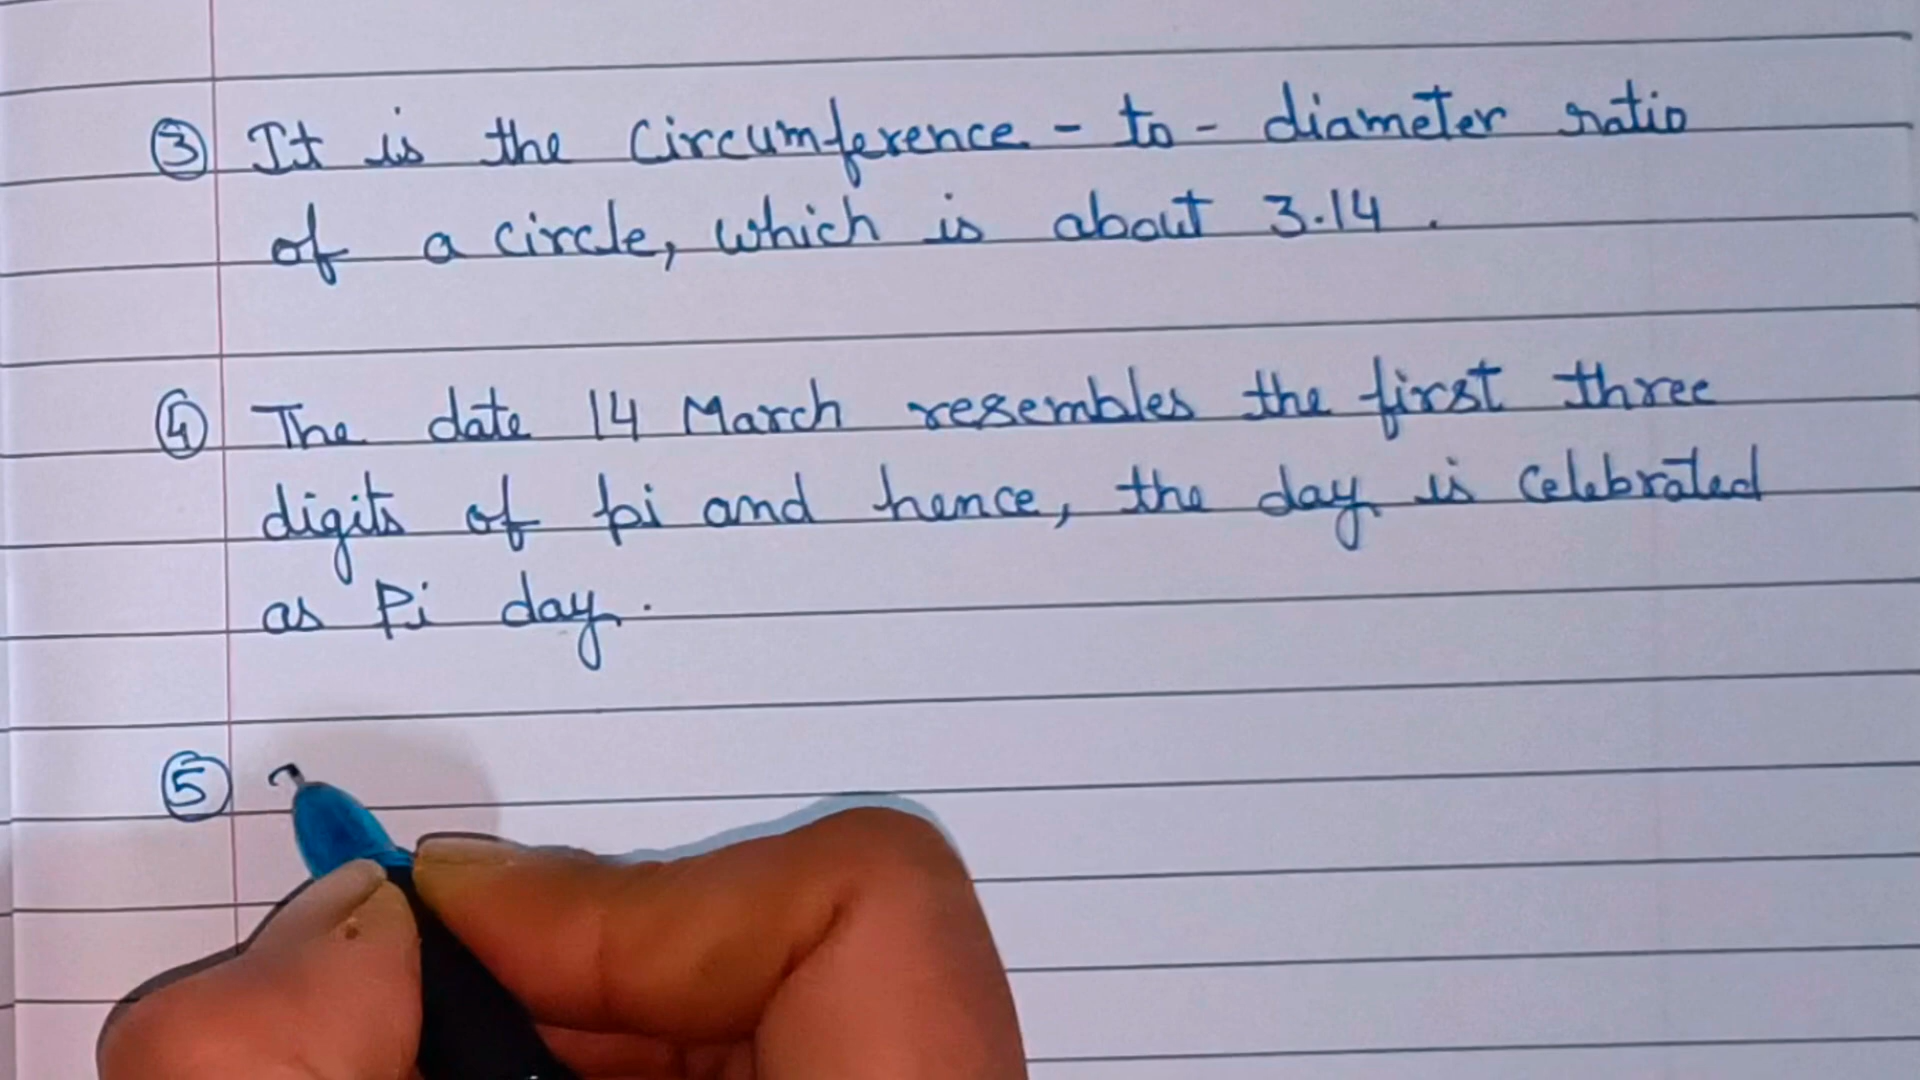 ③ It is the circumference - to - diameter ratio
of a circle, which is about 3.14 .
④ The date 14 March resembles the first three
digits of pi and hence, the day is celebrated
as Pi day.
⑤